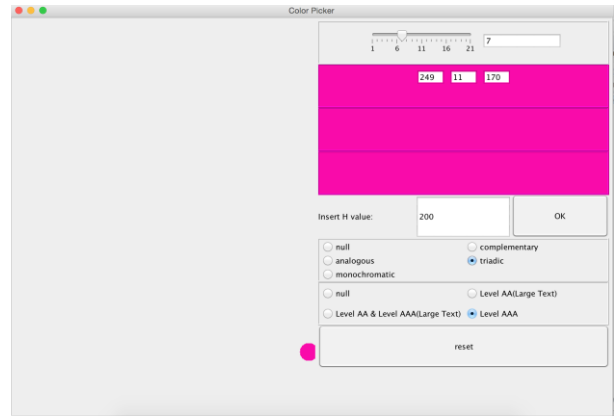 Color Picker
7
1 6 11 16 21
249 11 170
Insert H value: 200 OK
null complementary
analogous triadic
monochromatic
null Level AA(Large Text)
Level AA & Level AAA(Large Text) Level AAA
reset